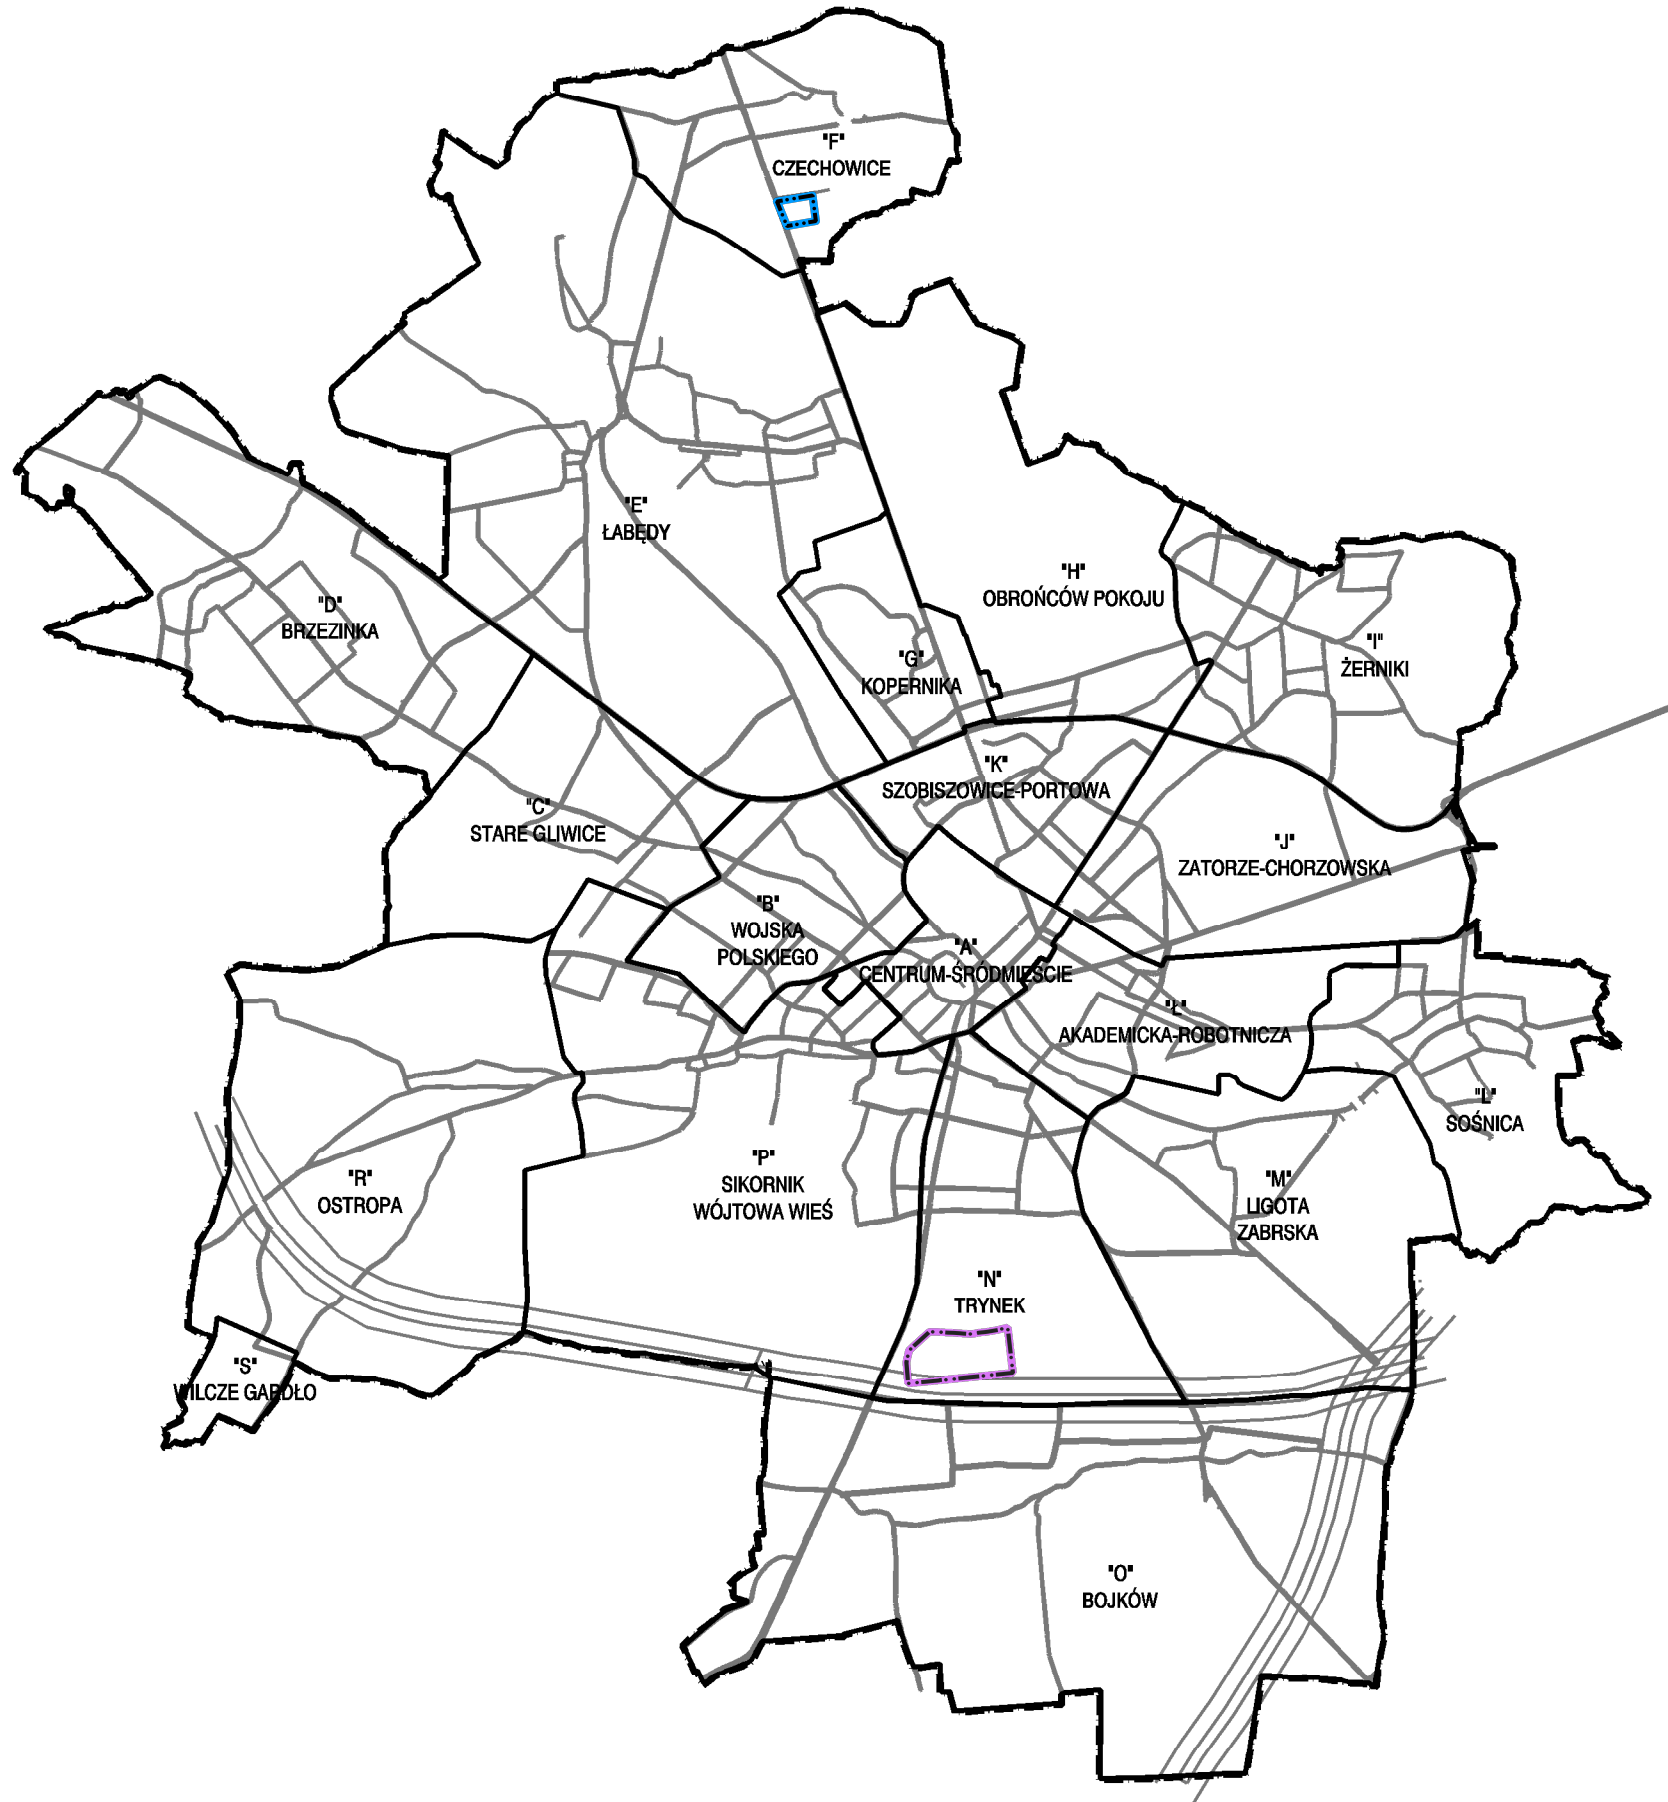 "F"
CZECHOWICE
"E"
ŁABĘDY
"H"
OBROŃCÓW POKOJU
"D"
BRZEZINKA
"I"
ŻERNIKI
"G"
KOPERNIKA
"K"
SZOBISZOWICE-PORTOWA
"C"
STARE GLIWICE
"J"
ZATORZE-CHORZOWSKA
"B"
WOJSKA
POLSKIEGO
"A"
CENTRUM-ŚRÓDMIEŚCIE
"Ł"
AKADEMICKA-ROBOTNICZA
"L"
SOŚNICA
"P"
SIKORNIK
WÓJTOWA WIEŚ
"R"
OSTROPA
"M"
LIGOTA
ZABRSKA
"N"
TRYNEK
"S"
WILCZE GARDŁO
"O"
BOJKÓW